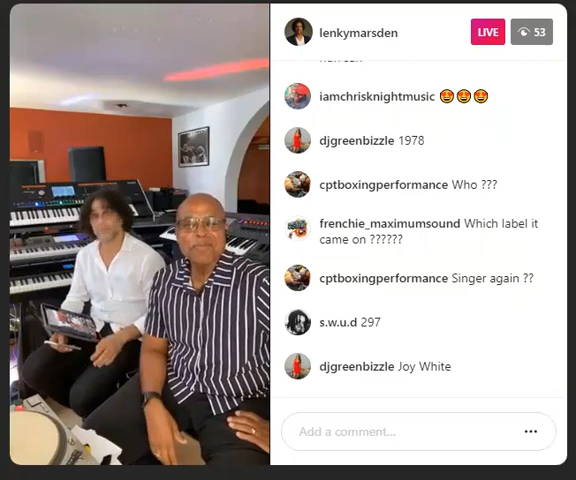 lenkymarsden
LIVE
53
iamchrisknightmusic 🤩🤩🤩
djgreenbizzle 1978
cptboxingperformance Who ???
frenchie_maximumsound Which label it
came on ??????
cptboxingperformance Singer again ??
s.w.u.d 297
djgreenbizzle Joy White
Add a comment...